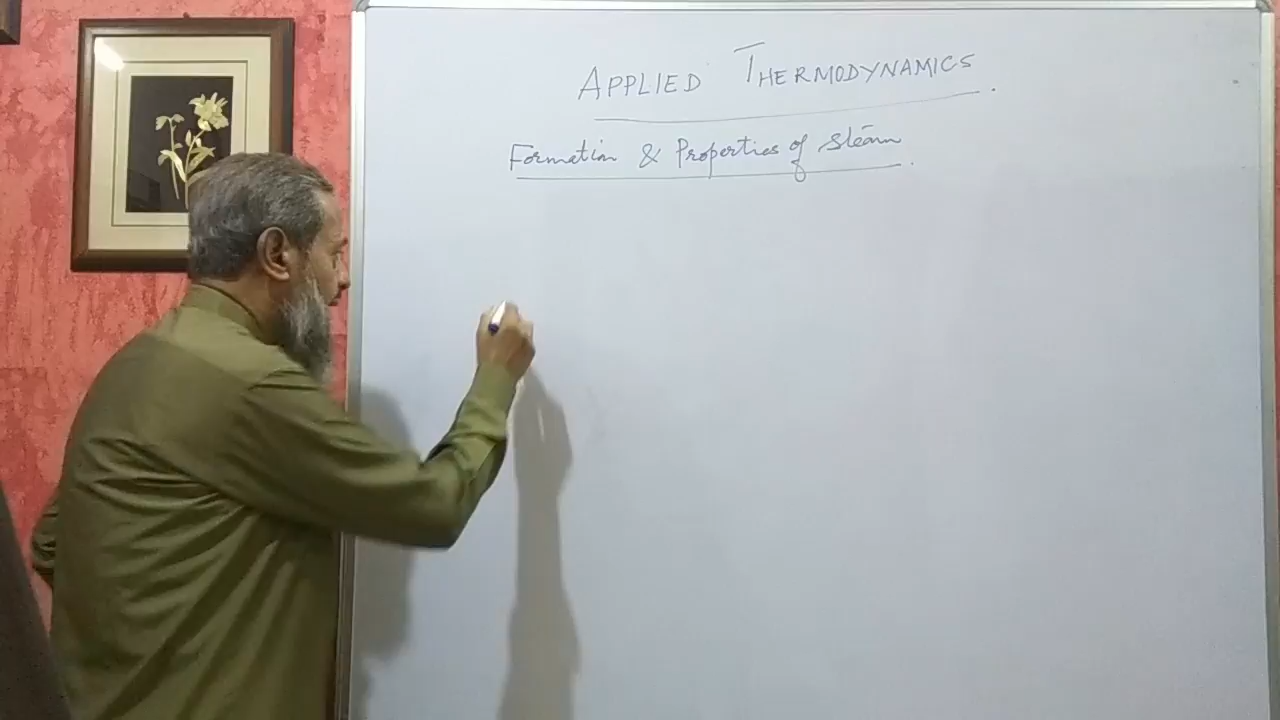 APPLIED THERMODYNAMICS.
Formation & Properties of Steam.